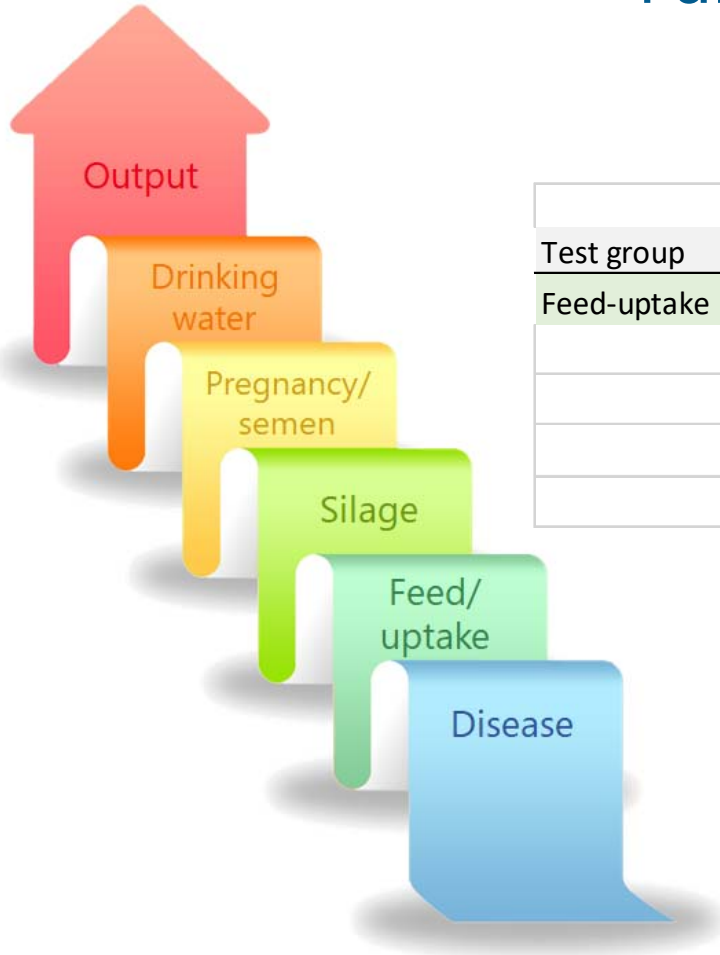 Output
Drinking
water
Pregnancy/
semen
Silage
Feed/
uptake
Disease
Test group
Feed-uptake